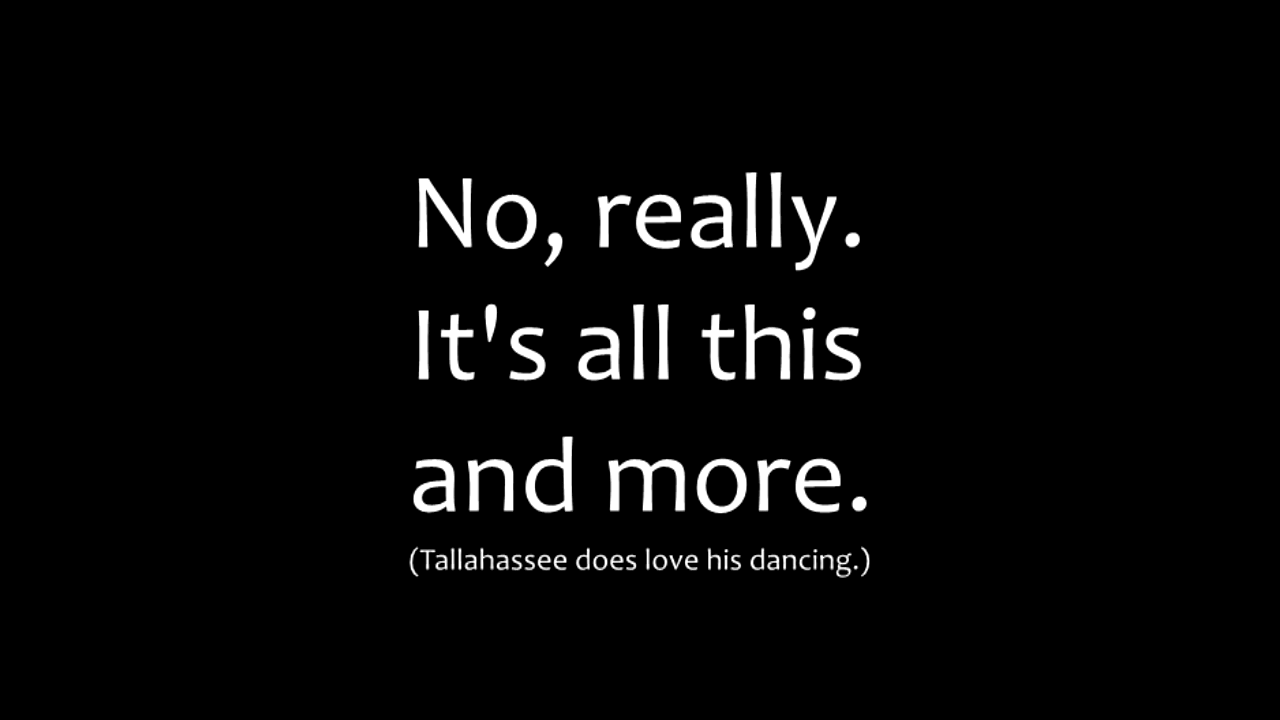 No, really.
It's all this
and more.
(Tallahassee does love his dancing.)